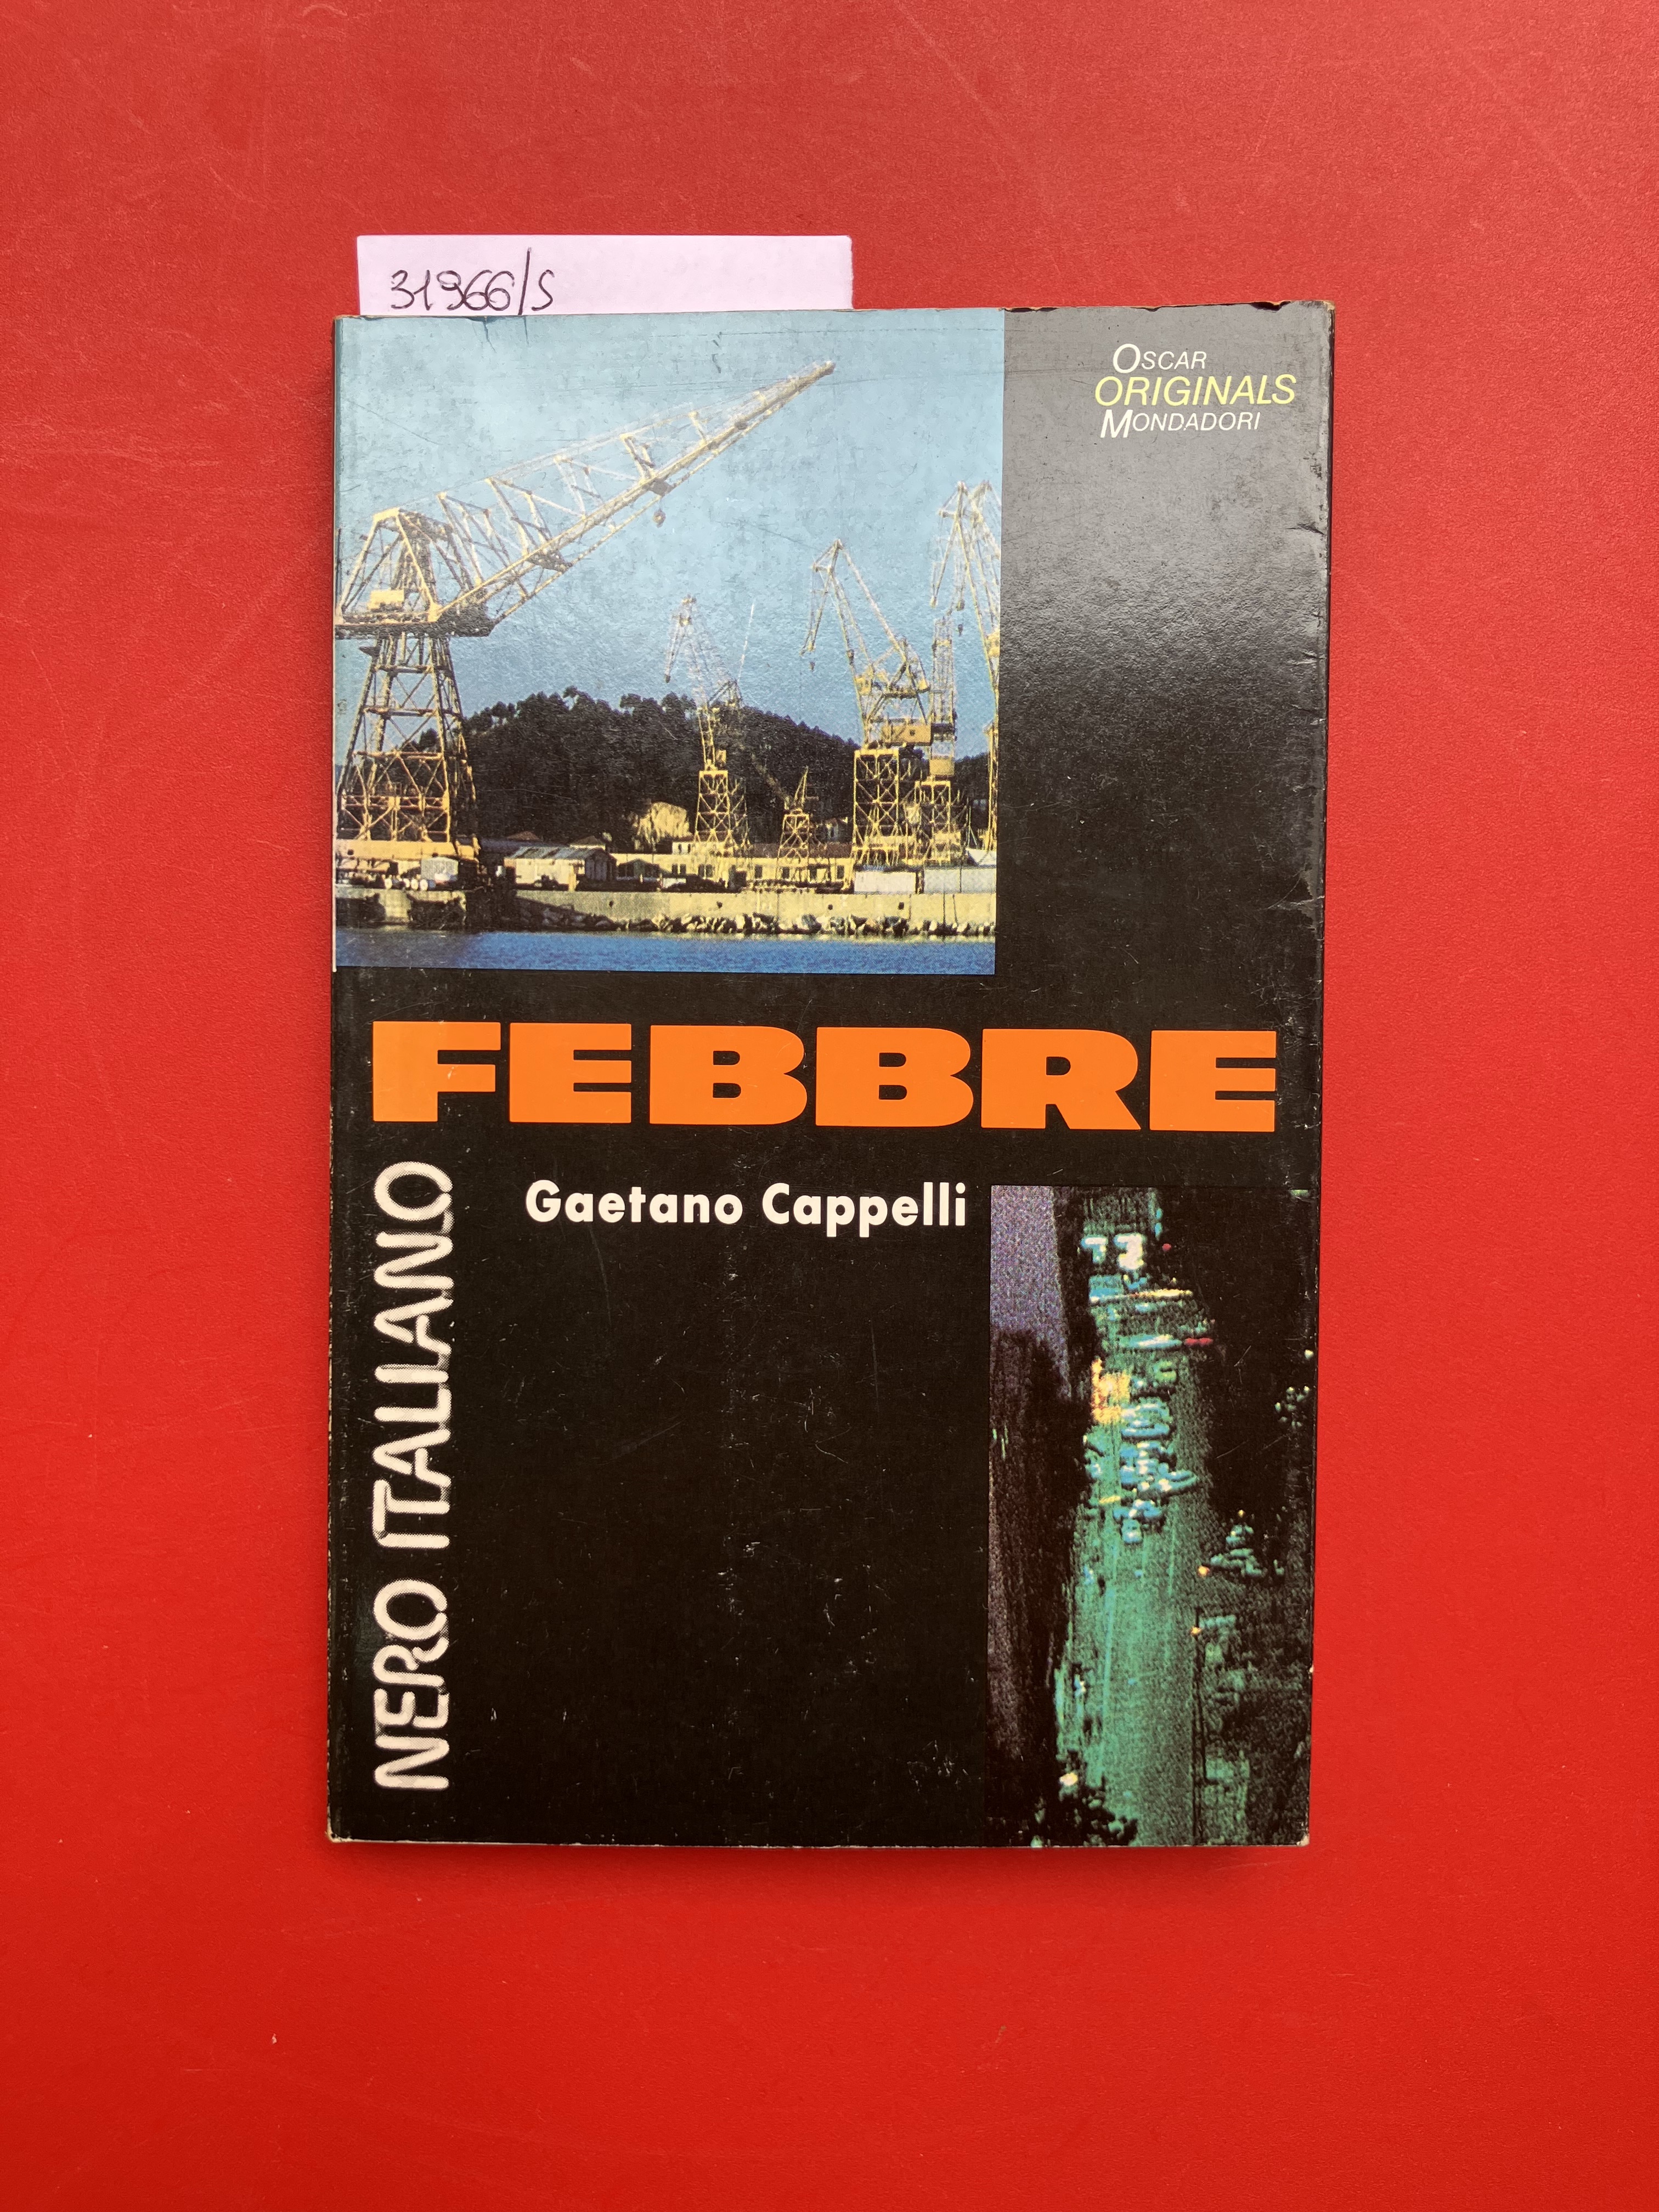 31966/S
OSCAR
ORIGINALS
MONDADORI
FEBBRE
Gaetano Cappelli
NERO ITALIANO